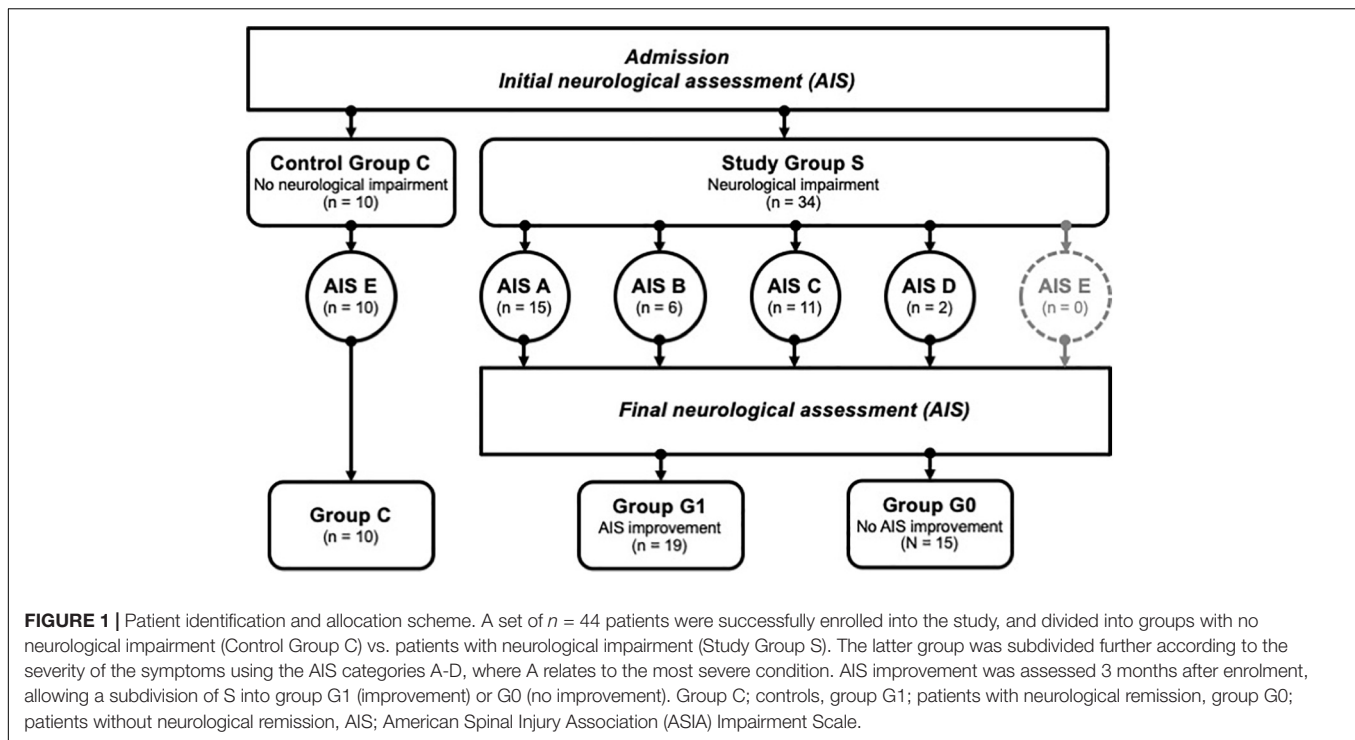 Admission
Initial neurological assessment (AIS)
Control Group C
No neurological impairment
(n = 10)
Study Group S
Neurological impairment
(n = 34)
AIS E
(n = 10)
AIS A
(n = 15)
AIS B
(n = 6)
AIS C
(n = 11)
AIS D
(n = 2)
AIS E
(n = 0)
Final neurological assessment (AIS)
Group C
(n = 10)
Group G1
AIS improvement
(n = 19)
Group G0
No AIS improvement
(N = 15)
FIGURE 1 | Patient identification and allocation scheme. A set of n = 44 patients were successfully enrolled into the study, and divided into groups with no
neurological impairment (Control Group C) vs. patients with neurological impairment (Study Group S). The latter group was subdivided further according to the
severity of the symptoms using the AIS categories A-D, where A relates to the most severe condition. AIS improvement was assessed 3 months after enrolment,
allowing a subdivision of S into group G1 (improvement) or G0 (no improvement). Group C; controls, group G1; patients with neurological remission, group G0;
patients without neurological remission, AIS; American Spinal Injury Association (ASIA) Impairment Scale.